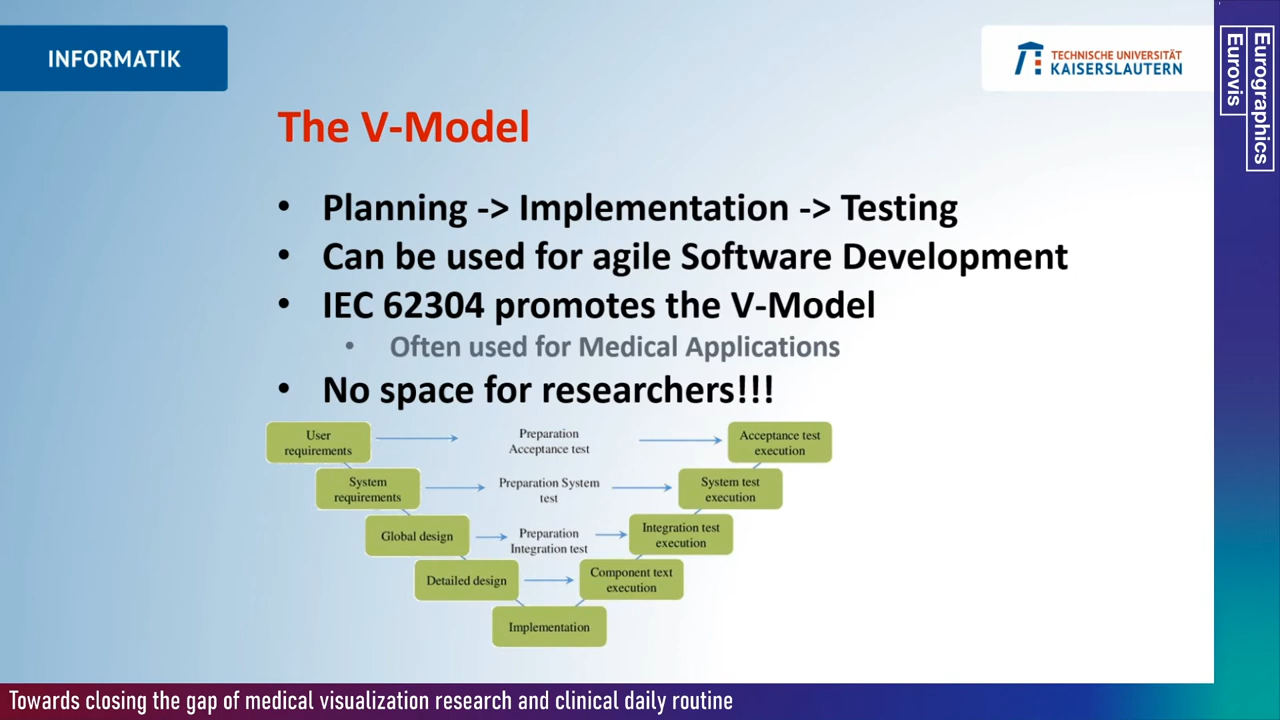 INFORMATIK
TECHNISCHE UNIVERSITÄT
KAISERSLAUTERN
Eurographics
Eurovis
The V-Model
• Planning -> Implementation -> Testing
• Can be used for agile Software Development
• IEC 62304 promotes the V-Model
• Often used for Medical Applications
• No space for researchers!!!
User
requirements
Preparation
Acceptance test
Acceptance test
execution
System
requirements
Preparation System
test
System test
execution
Global design
Preparation
Integration test
Integration test
execution
Detailed design
Component text
execution
Implementation
Towards closing the gap of medical visualization research and clinical daily routine